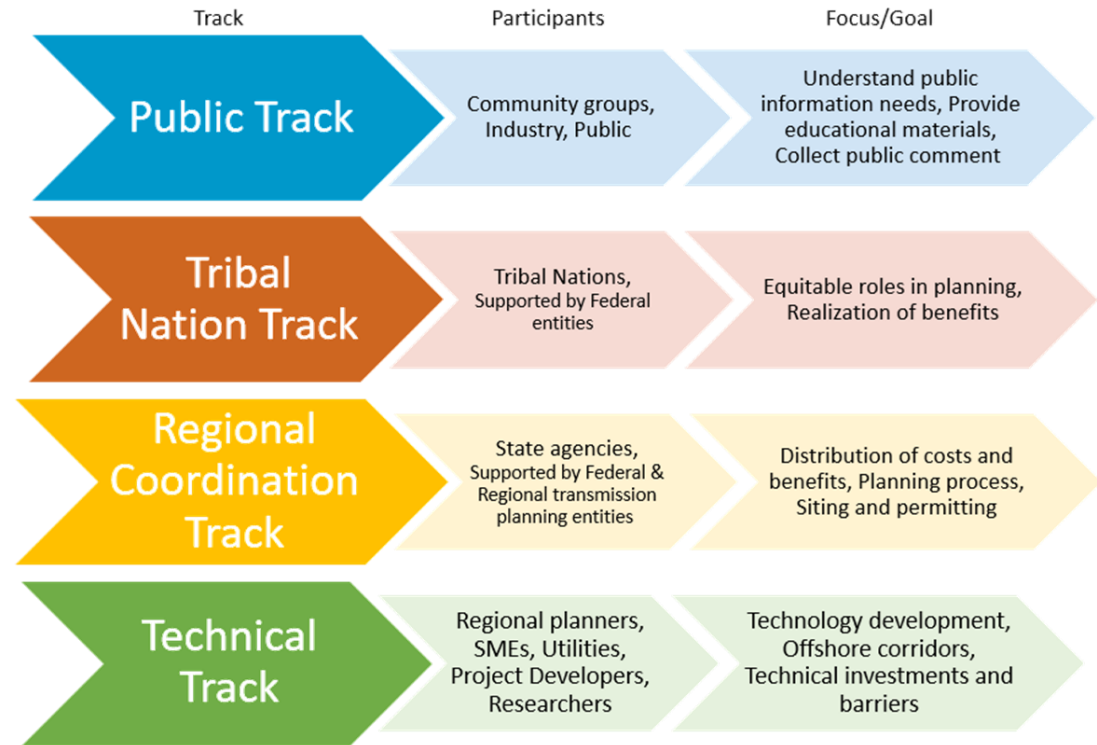 Track
Participants
Focus/Goal
Public Track
Community groups,
Industry, Public
Understand public
information needs, Provide
educational materials,
Collect public comment
Tribal
Nation Track
Tribal Nations,
Supported by Federal
entities
Equitable roles in planning,
Realization of benefits
Regional
Coordination
Track
State agencies,
Supported by Federal &
Regional transmission
planning entities
Distribution of costs and
benefits, Planning process,
Siting and permitting
Technical
Track
Regional planners,
SMEs, Utilities,
Project Developers,
Researchers
Technology development,
Offshore corridors,
Technical investments and
barriers